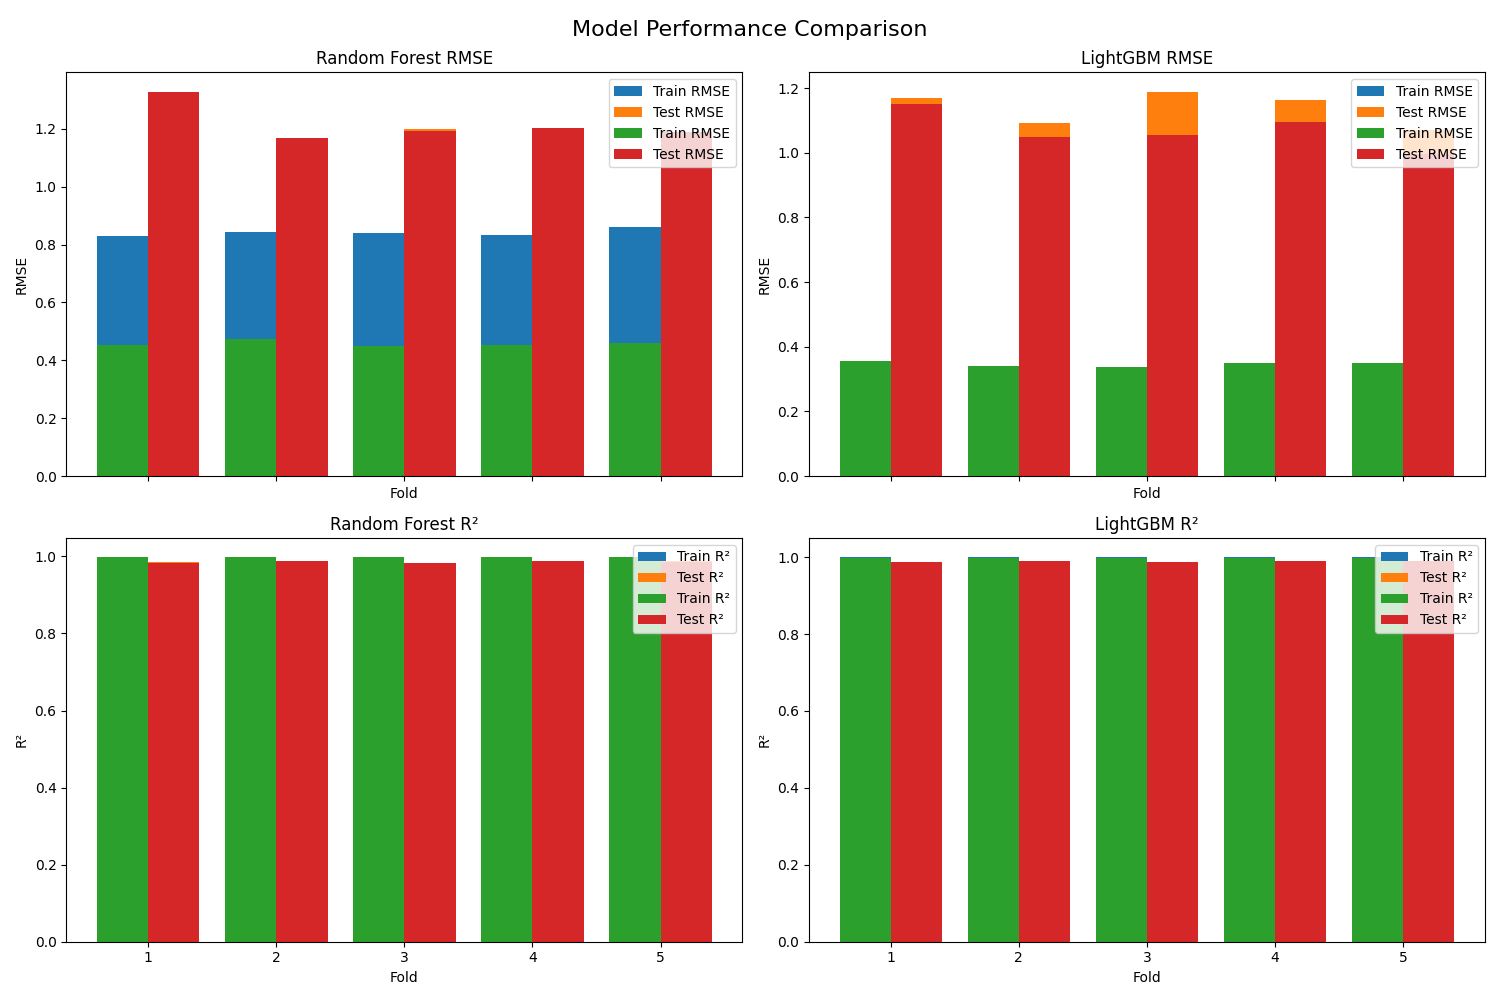 Model Performance Comparison
Random Forest RMSE
RMSE
1.2
1.0
0.8
0.6
0.4
0.2
0.0
Train RMSE
Test RMSE
Train RMSE
Test RMSE
Fold
LightGBM RMSE
RMSE
1.2
1.0
0.8
0.6
0.4
0.2
0.0
Train RMSE
Test RMSE
Train RMSE
Test RMSE
Fold
Random Forest R²
R²
1.0
0.8
0.6
0.4
0.2
0.0
Train R²
Test R²
Train R²
Test R²
1 2 3 4 5
Fold
LightGBM R²
R²
1.0
0.8
0.6
0.4
0.2
0.0
Train R²
Test R²
Train R²
Test R²
1 2 3 4 5
Fold